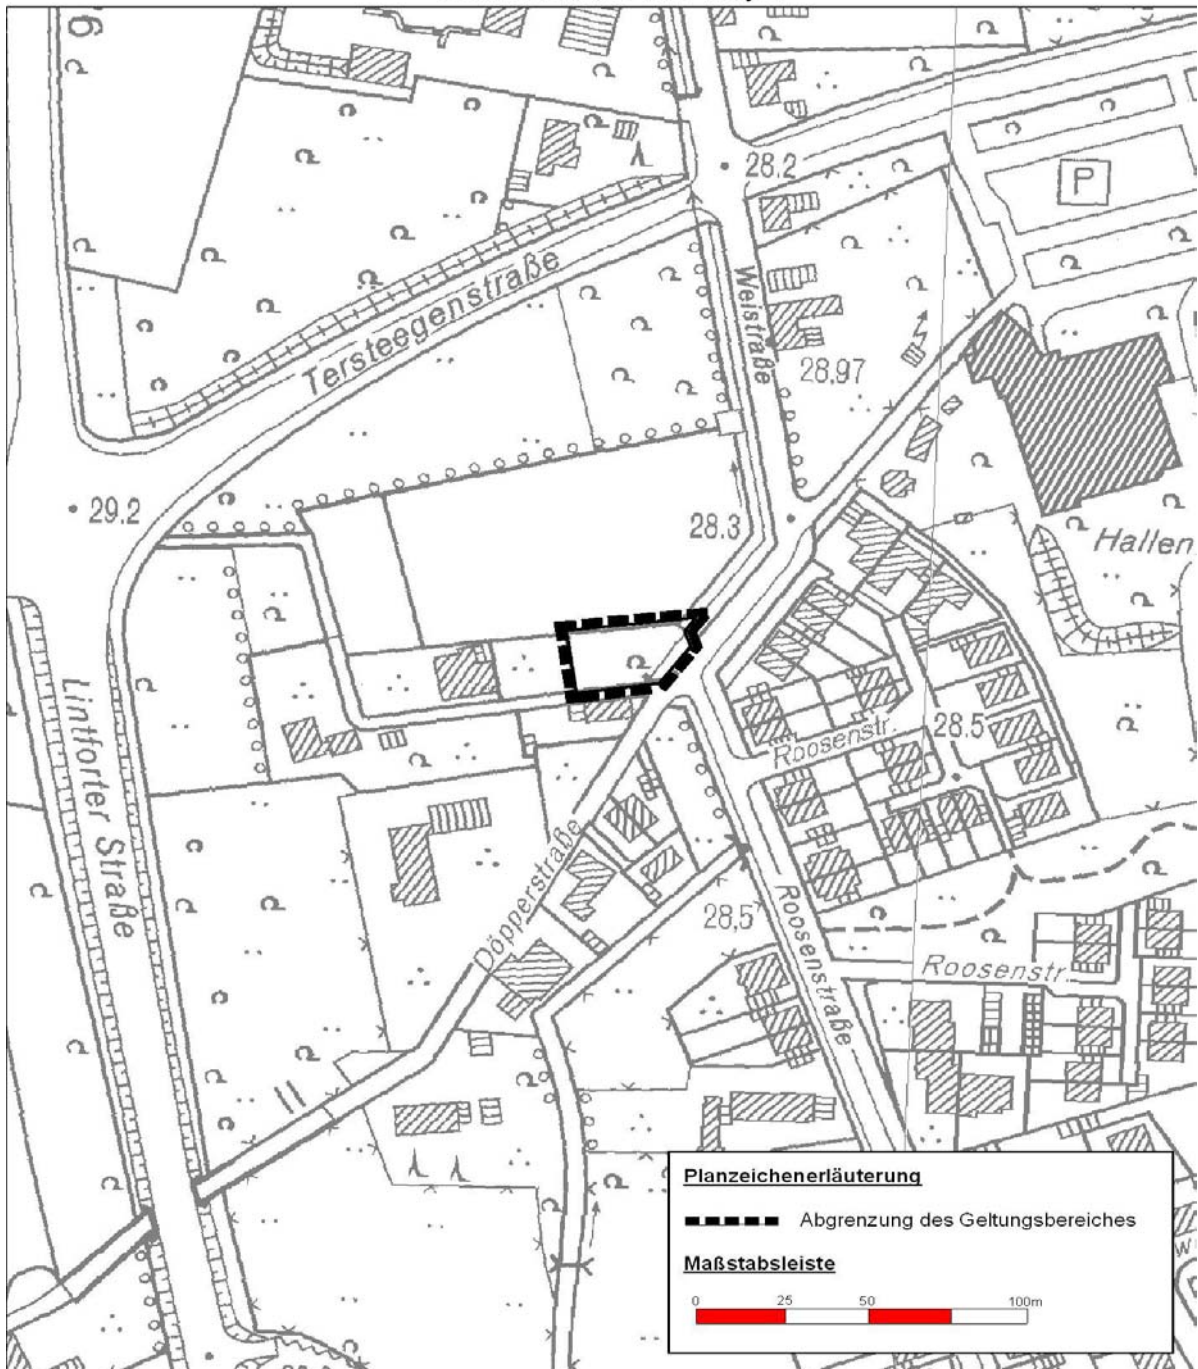 28.2
P
Tersteegenstraße
Weistraße
28,97
29.2
28.3
Hallen
Lintforter Straße
Roosenstr.
28.5
Döpperstraße
28,5
Roosenstraße
Roosenstr.
Planzeichenerläuterung
Abgrenzung des Geltungsbereiches
Maßstabsleiste
0 25 50 100m